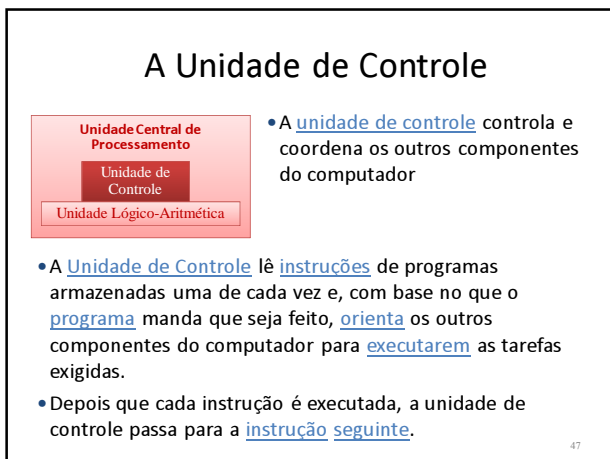 A Unidade de Controle
Unidade Central de
Processamento
Unidade de
Controle
Unidade Lógico-Aritmética
•A unidade de controle controla e
coordena os outros componentes
do computador
•A Unidade de Controle lê instruções de programas
armazenadas uma de cada vez e, com base no que o
programa manda que seja feito, orienta os outros
componentes do computador para executarem as tarefas
exigidas.
•Depois que cada instrução é executada, a unidade de
controle passa para a instrução seguinte.
47